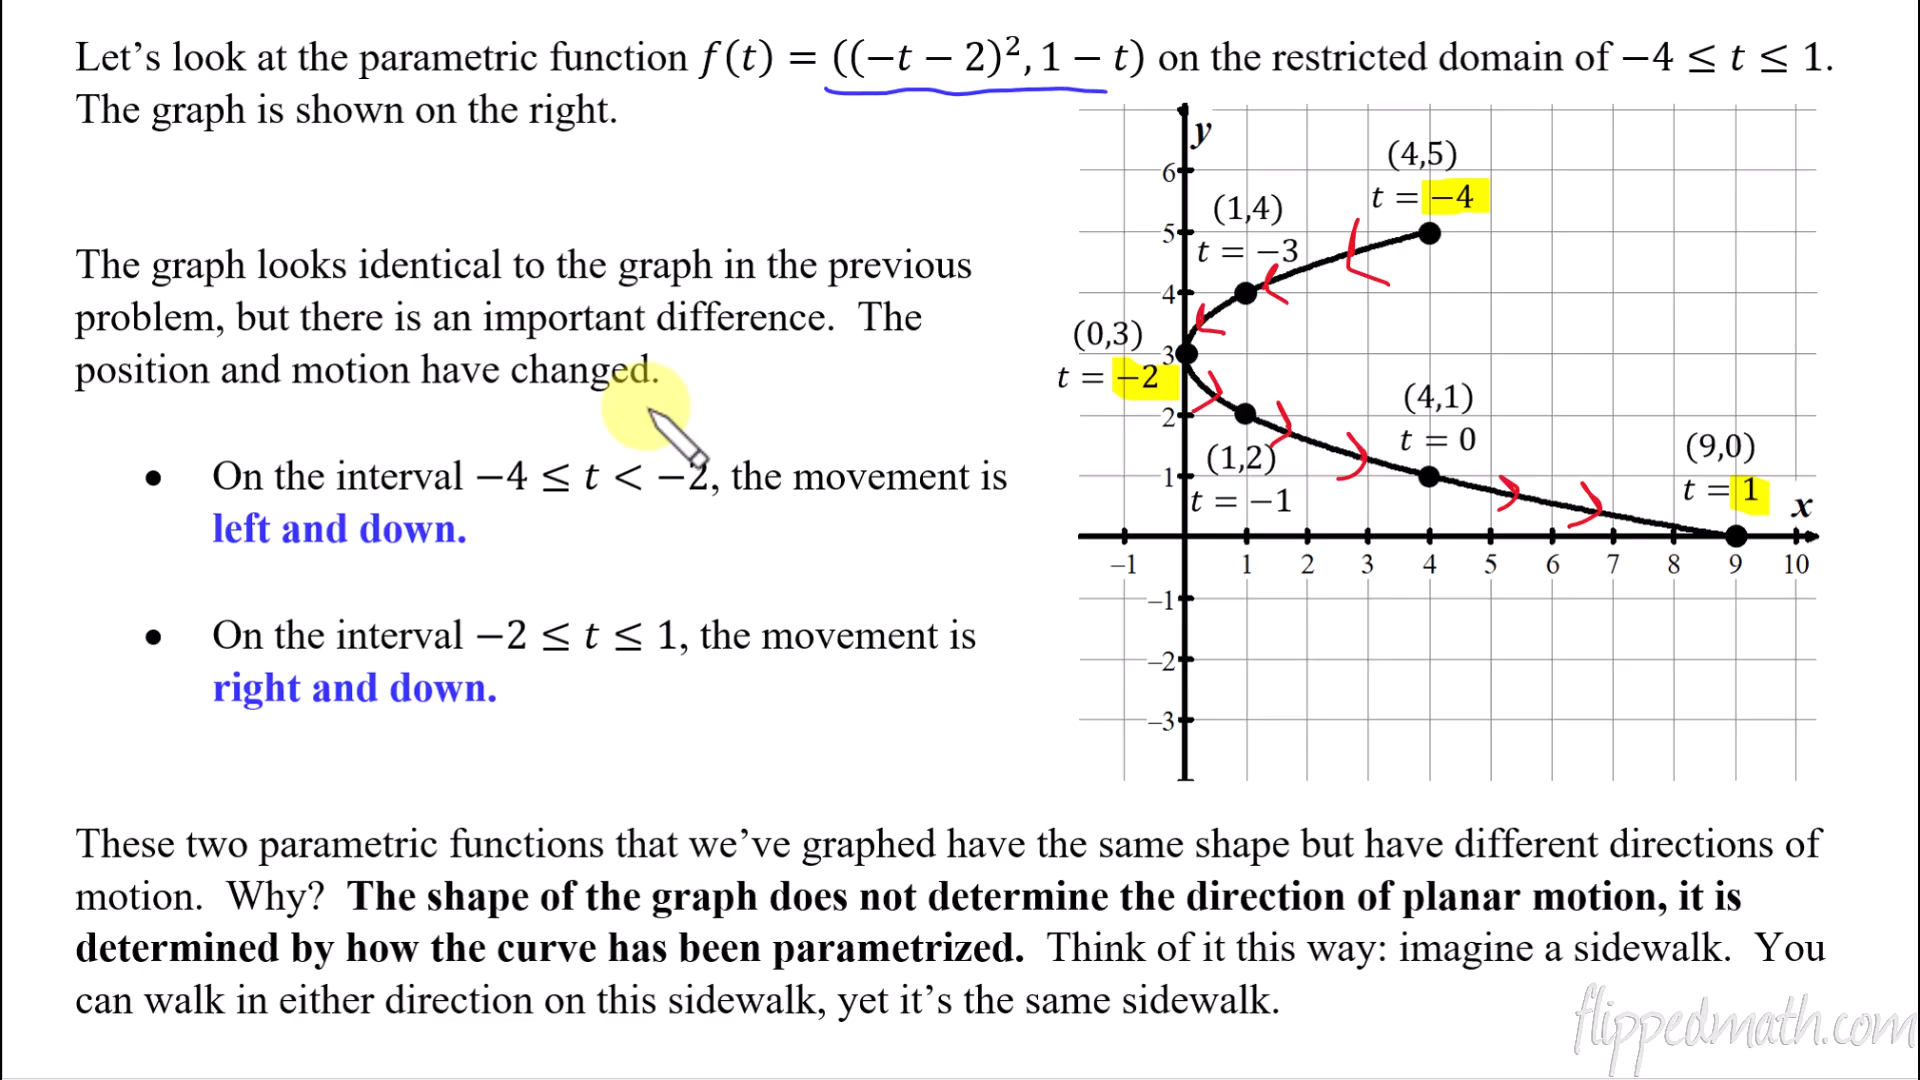 Let’s look at the parametric function f(t) = ((−t − 2)², 1 − t) on the restricted domain of −4 ≤ t ≤ 1.
The graph is shown on the right.
The graph looks identical to the graph in the previous
problem, but there is an important difference. The
position and motion have changed.
• On the interval −4 ≤ t < −2, the movement is
left and down.
• On the interval −2 ≤ t ≤ 1, the movement is
right and down.
y
(4,5)
t = −4
(1,4)
t = −3
(0,3)
t = −2
(1,2)
t = −1
(4,1)
t = 0
(9,0)
t = 1
x
6
5
4
3
2
1
–1
–2
–3
–1 1 2 3 4 5 6 7 8 9 10
These two parametric functions that we’ve graphed have the same shape but have different directions of
motion. Why? The shape of the graph does not determine the direction of planar motion, it is
determined by how the curve has been parametrized. Think of it this way: imagine a sidewalk. You
can walk in either direction on this sidewalk, yet it’s the same sidewalk.
flippedmath.com